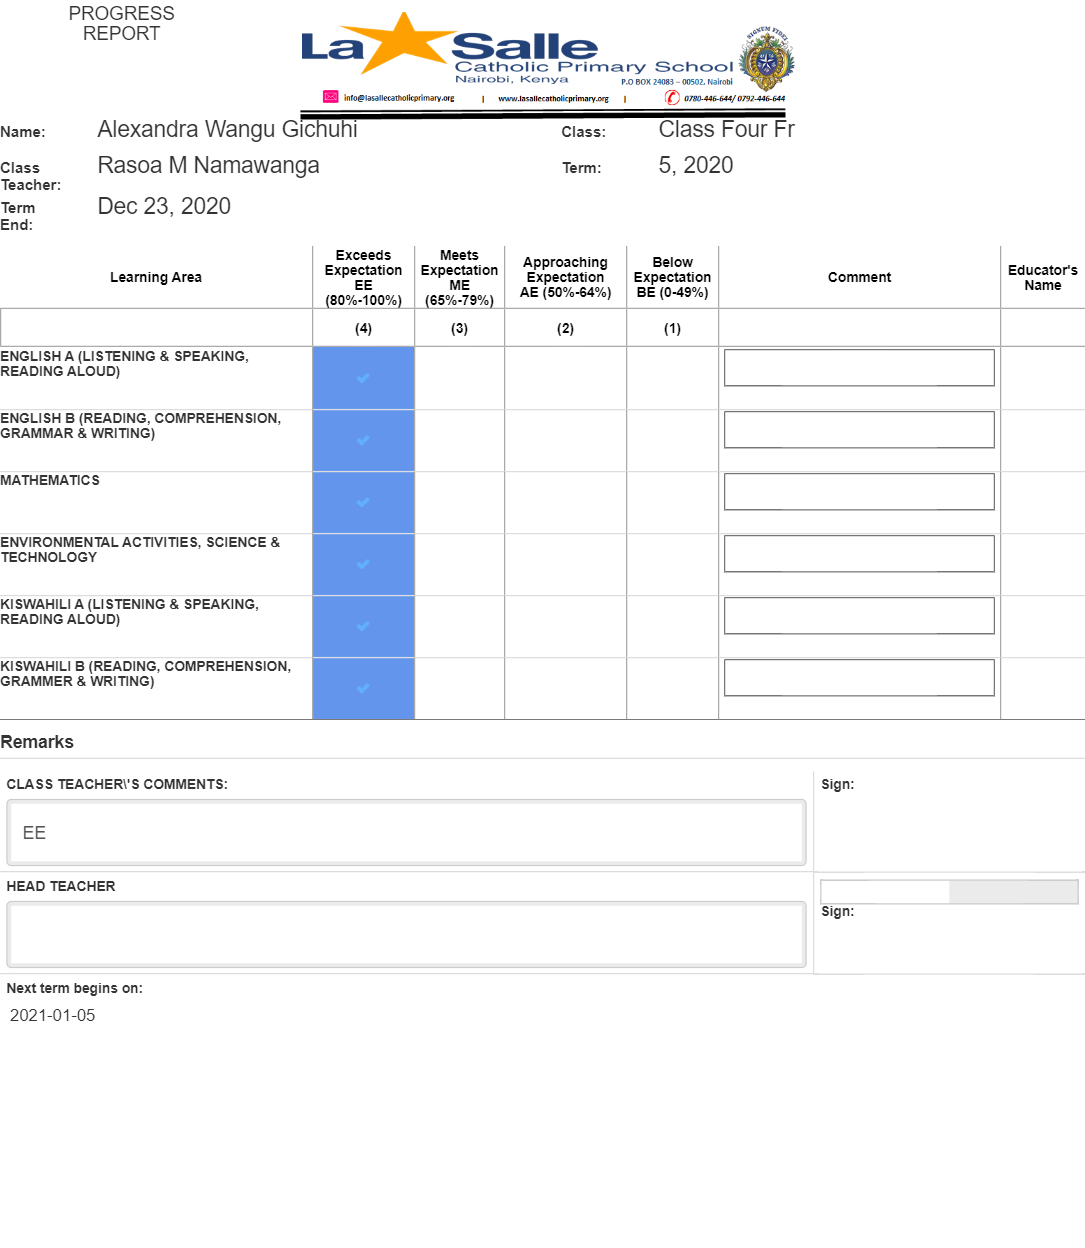 PROGRESS
REPORT
La Salle
Catholic Primary School
Nairobi, Kenya
P.O BOX 24083 – 00502. Nairobi
SIGNUM FIDEI
info@lasallecatholicprimary.org | www.lasallecatholicprimary.org | 0780-446-644/ 0792-446-644
Name: Alexandra Wangu Gichuhi Class: Class Four Fr
Class Teacher: Rasoa M Namawanga Term: 5, 2020
Term End: Dec 23, 2020
Learning Area
Exceeds Expectation EE (80%-100%)
Meets Expectation ME (65%-79%)
Approaching Expectation AE (50%-64%)
Below Expectation BE (0-49%)
Comment
Educator's Name
(4) (3) (2) (1)
ENGLISH A (LISTENING & SPEAKING,
READING ALOUD)
ENGLISH B (READING, COMPREHENSION,
GRAMMAR & WRITING)
MATHEMATICS
ENVIRONMENTAL ACTIVITIES, SCIENCE &
TECHNOLOGY
KISWAHILI A (LISTENING & SPEAKING,
READING ALOUD)
KISWAHILI B (READING, COMPREHENSION,
GRAMMER & WRITING)
Remarks
CLASS TEACHER\'S COMMENTS: Sign:
EE
HEAD TEACHER
Sign:
Next term begins on:
2021-01-05